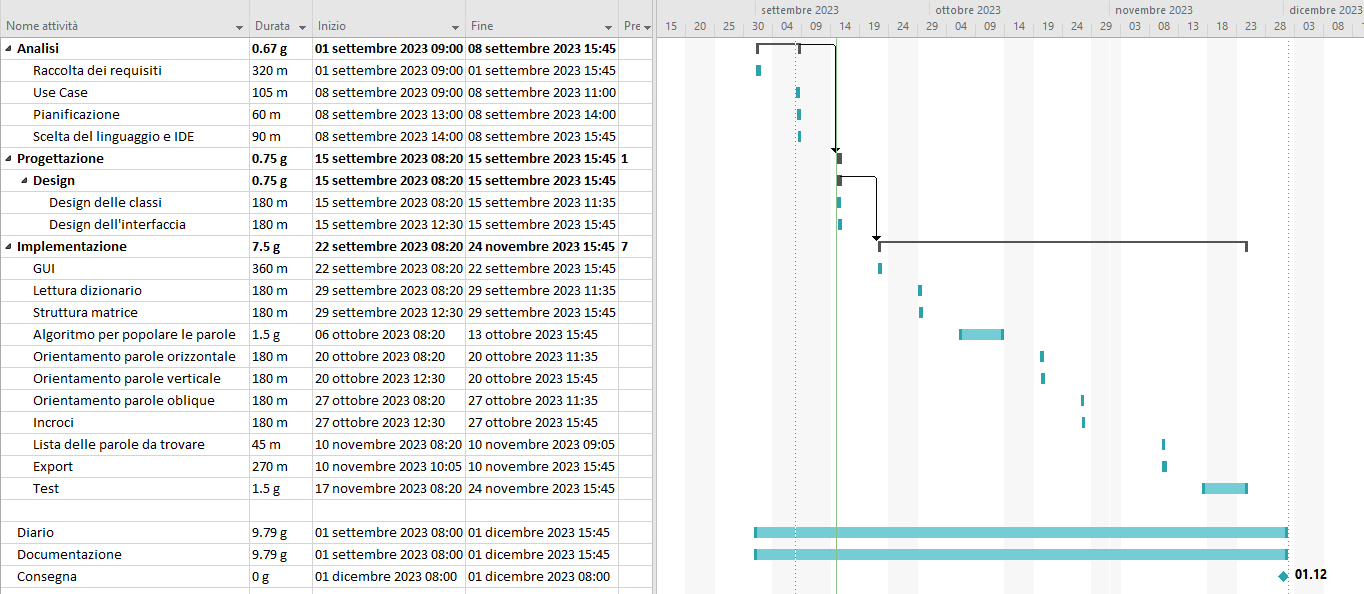 settembre 2023 ottobre 2023 novembre 2023 dicembre 2023
Nome attività Durata Inizio Fine Pre 15 20 25 30 04 09 14 19 24 29 04 09 14 19 24 29 03 08 13 18 23 28 03 08
Analisi 0.67 g 01 settembre 2023 09:00 08 settembre 2023 15:45
Raccolta dei requisiti 320 m 01 settembre 2023 09:00 01 settembre 2023 15:45
Use Case 105 m 08 settembre 2023 09:00 08 settembre 2023 11:00
Pianificazione 60 m 08 settembre 2023 13:00 08 settembre 2023 14:00
Scelta del linguaggio e IDE 90 m 08 settembre 2023 14:00 08 settembre 2023 15:45
Progettazione 0.75 g 15 settembre 2023 08:20 15 settembre 2023 15:45 1
Design 0.75 g 15 settembre 2023 08:20 15 settembre 2023 15:45
Design delle classi 180 m 15 settembre 2023 08:20 15 settembre 2023 11:35
Design dell'interfaccia 180 m 15 settembre 2023 12:30 15 settembre 2023 15:45
Implementazione 7.5 g 22 settembre 2023 08:20 24 novembre 2023 15:45 7
GUI 360 m 22 settembre 2023 08:20 22 settembre 2023 15:45
Lettura dizionario 180 m 29 settembre 2023 08:20 29 settembre 2023 11:35
Struttura matrice 180 m 29 settembre 2023 12:30 29 settembre 2023 15:45
Algoritmo per popolare le parole 1.5 g 06 ottobre 2023 08:20 13 ottobre 2023 15:45
Orientamento parole orizzontale 180 m 20 ottobre 2023 08:20 20 ottobre 2023 11:35
Orientamento parole verticale 180 m 20 ottobre 2023 12:30 20 ottobre 2023 15:45
Orientamento parole oblique 180 m 27 ottobre 2023 08:20 27 ottobre 2023 11:35
Incroci 180 m 27 ottobre 2023 12:30 27 ottobre 2023 15:45
Lista delle parole da trovare 45 m 10 novembre 2023 08:20 10 novembre 2023 09:05
Export 270 m 10 novembre 2023 10:05 10 novembre 2023 15:45
Test 1.5 g 17 novembre 2023 08:20 24 novembre 2023 15:45
Diario 9.79 g 01 settembre 2023 08:00 01 dicembre 2023 15:45
Documentazione 9.79 g 01 settembre 2023 08:00 01 dicembre 2023 15:45
Consegna 0 g 01 dicembre 2023 08:00 01 dicembre 2023 08:00 01.12